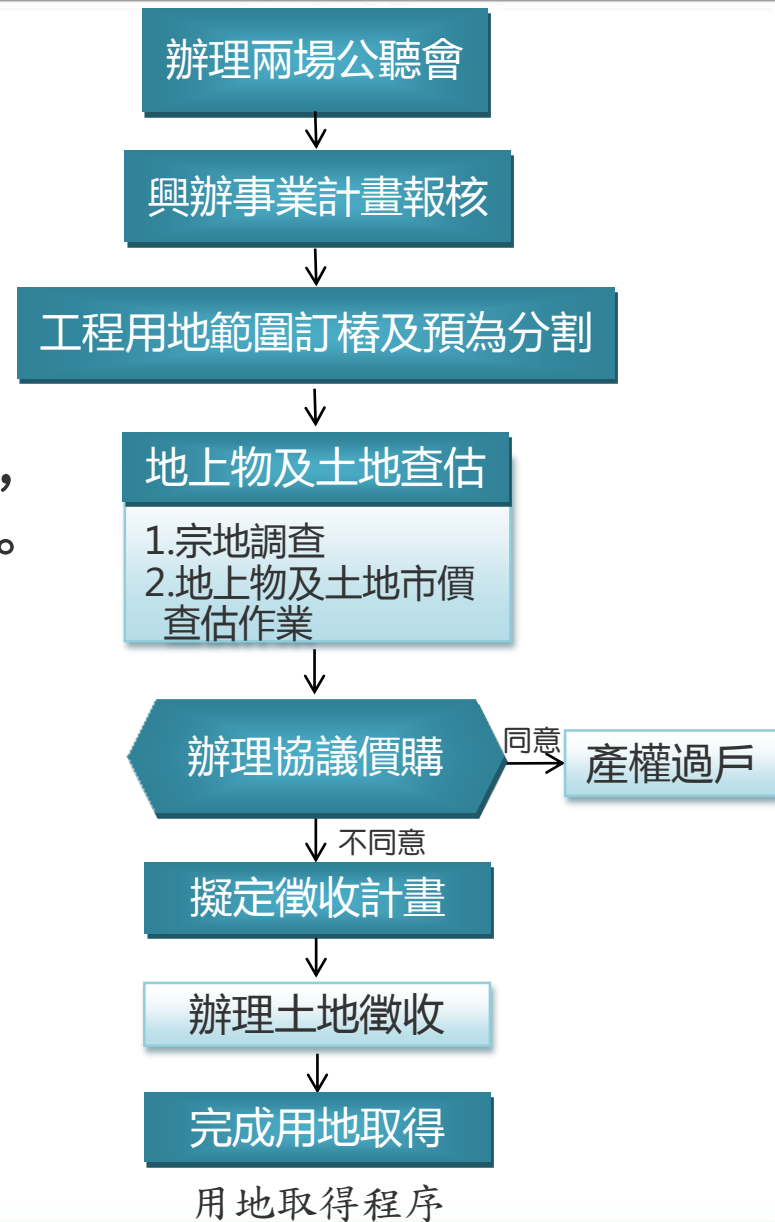 辦理兩場公聽會
興辦事業計畫報核
工程用地範圍訂樁及預為分割
，
。
地上物及土地查估
1.宗地調查
2.地上物及土地市價
查估作業
辦理協議價購
同意
產權過戶
不同意
擬定徵收計畫
辦理土地徵收
完成用地取得
用地取得程序